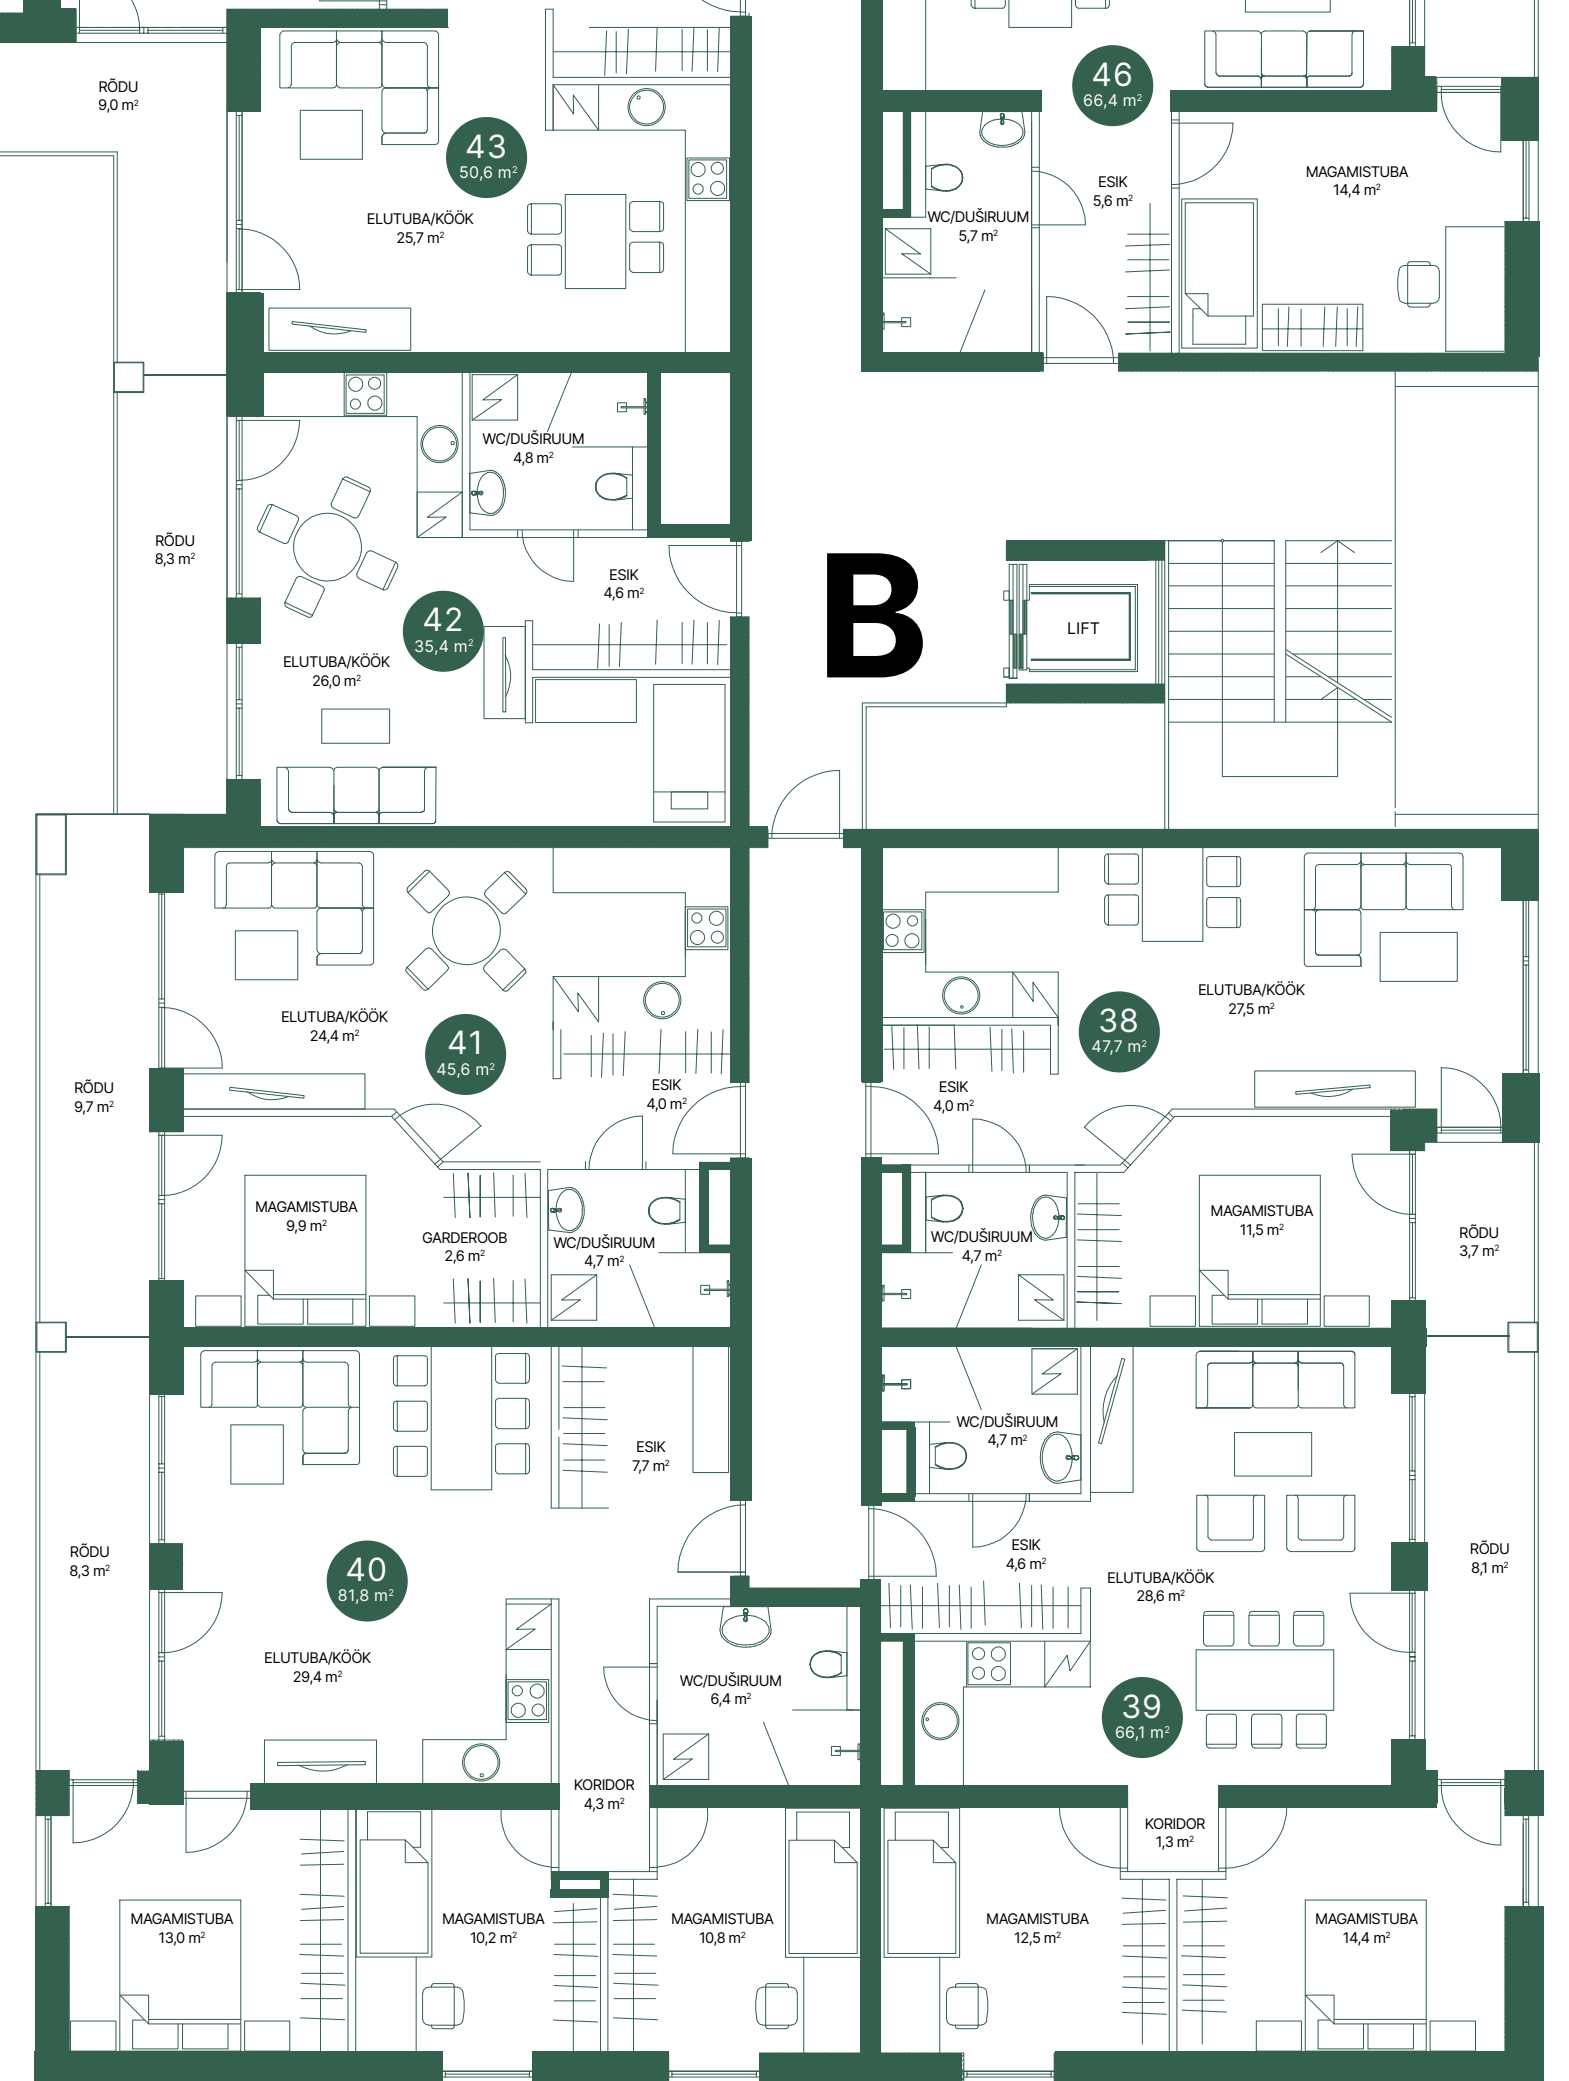 RÕDU
9,0 m²
43
50,6 m²
ELUTUBA/KÖÖK
25,7 m²
46
66,4 m²
WC/DUŠIRUUM
5,7 m²
ESIK
5,6 m²
MAGAMISTUBA
14,4 m²
RÕDU
8,3 m²
WC/DUŠIRUUM
4,8 m²
ESIK
4,6 m²
42
35,4 m²
ELUTUBA/KÖÖK
26,0 m²
B
LIFT
RÕDU
9,7 m²
ELUTUBA/KÖÖK
24,4 m²
41
45,6 m²
ESIK
4,0 m²
MAGAMISTUBA
9,9 m²
GARDEROOB
2,6 m²
WC/DUŠIRUUM
4,7 m²
ELUTUBA/KÖÖK
27,5 m²
38
47,7 m²
ESIK
4,0 m²
WC/DUŠIRUUM
4,7 m²
MAGAMISTUBA
11,5 m²
RÕDU
3,7 m²
RÕDU
8,3 m²
ESIK
7,7 m²
40
81,8 m²
ELUTUBA/KÖÖK
29,4 m²
WC/DUŠIRUUM
6,4 m²
KORIDOR
4,3 m²
MAGAMISTUBA
13,0 m²
MAGAMISTUBA
10,2 m²
MAGAMISTUBA
10,8 m²
WC/DUŠIRUUM
4,7 m²
ESIK
4,6 m²
ELUTUBA/KÖÖK
28,6 m²
RÕDU
8,1 m²
39
66,1 m²
KORIDOR
1,3 m²
MAGAMISTUBA
12,5 m²
MAGAMISTUBA
14,4 m²